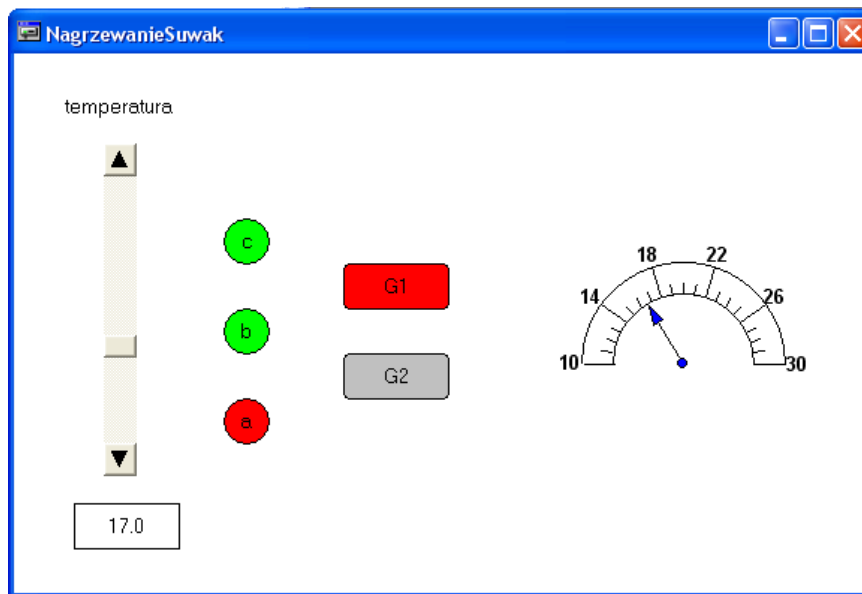 NagrzewanieSuwak
temperatura
c
b
a
G1
G2
10
14
18
22
26
30
17.0